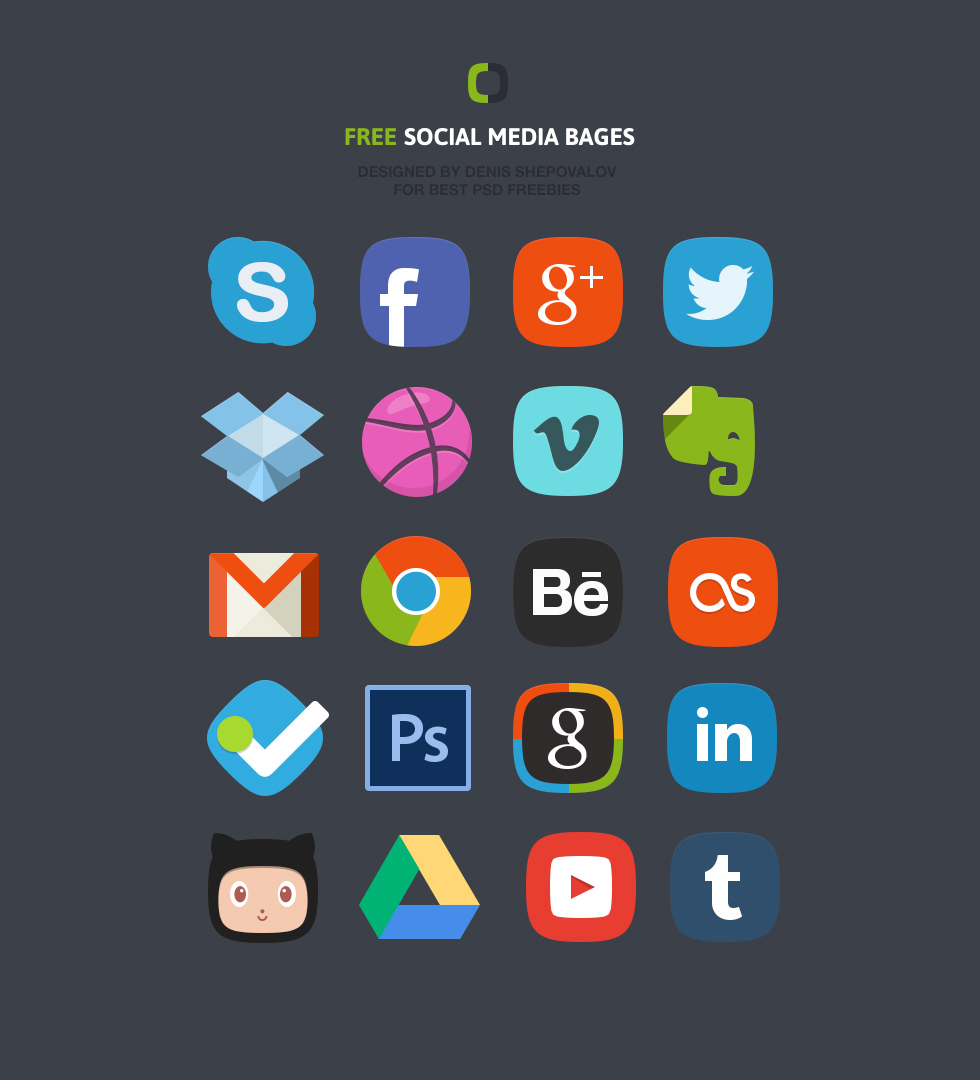 FREE SOCIAL MEDIA BAGES
DESIGNED BY DENIS SHEPOVALOV
FOR BEST PSD FREEBIES
S f g+
Bē
Ps g in
t